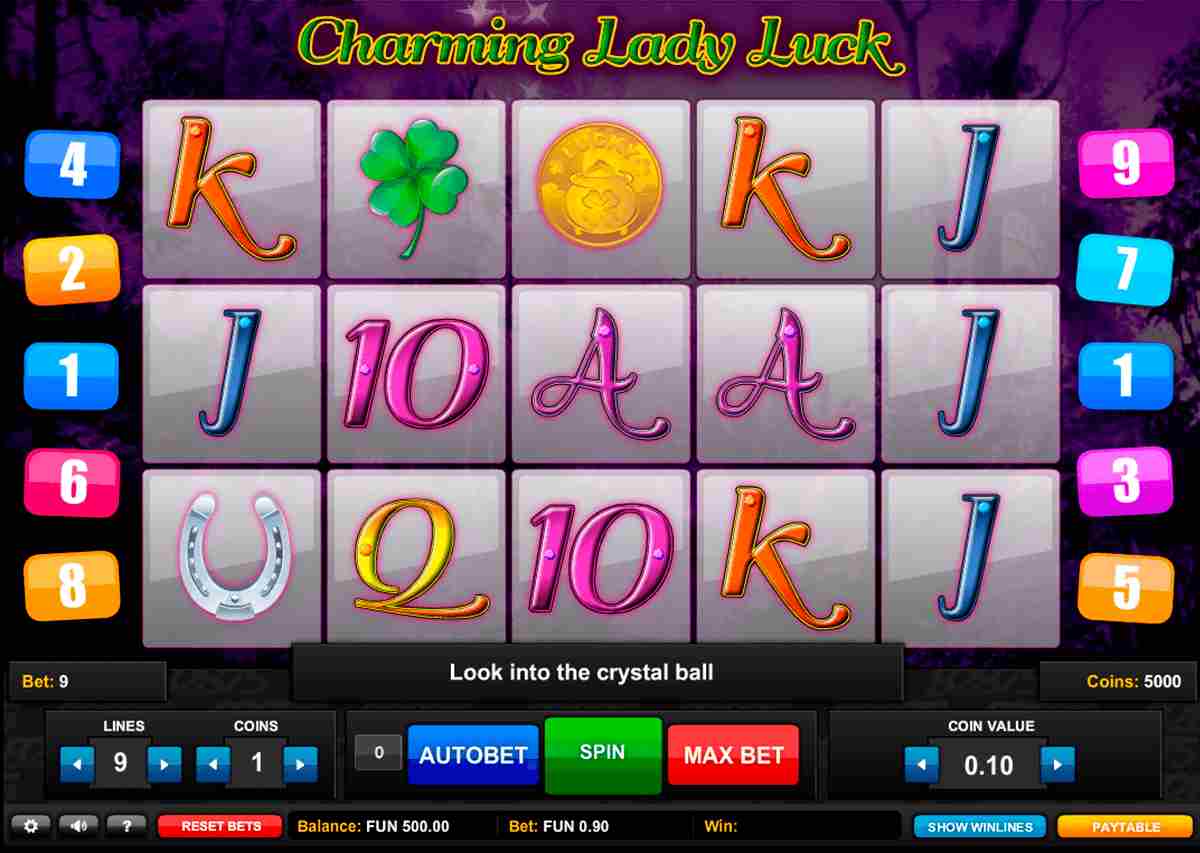 Charming Lady Luck
4
K
LUCKY
K
J
9
2
7
J
10
A
A
J
1
1
6
3
Q
10
K
J
8
5
Look into the crystal ball
Bet: 9
Coins: 5000
LINES
COINS
COIN VALUE
9
1
0
AUTOBET
SPIN
MAX BET
0.10
?
RESET BETS
Balance: FUN 500.00
Bet: FUN 0.90
Win:
SHOW WINLINES
PAYTABLE